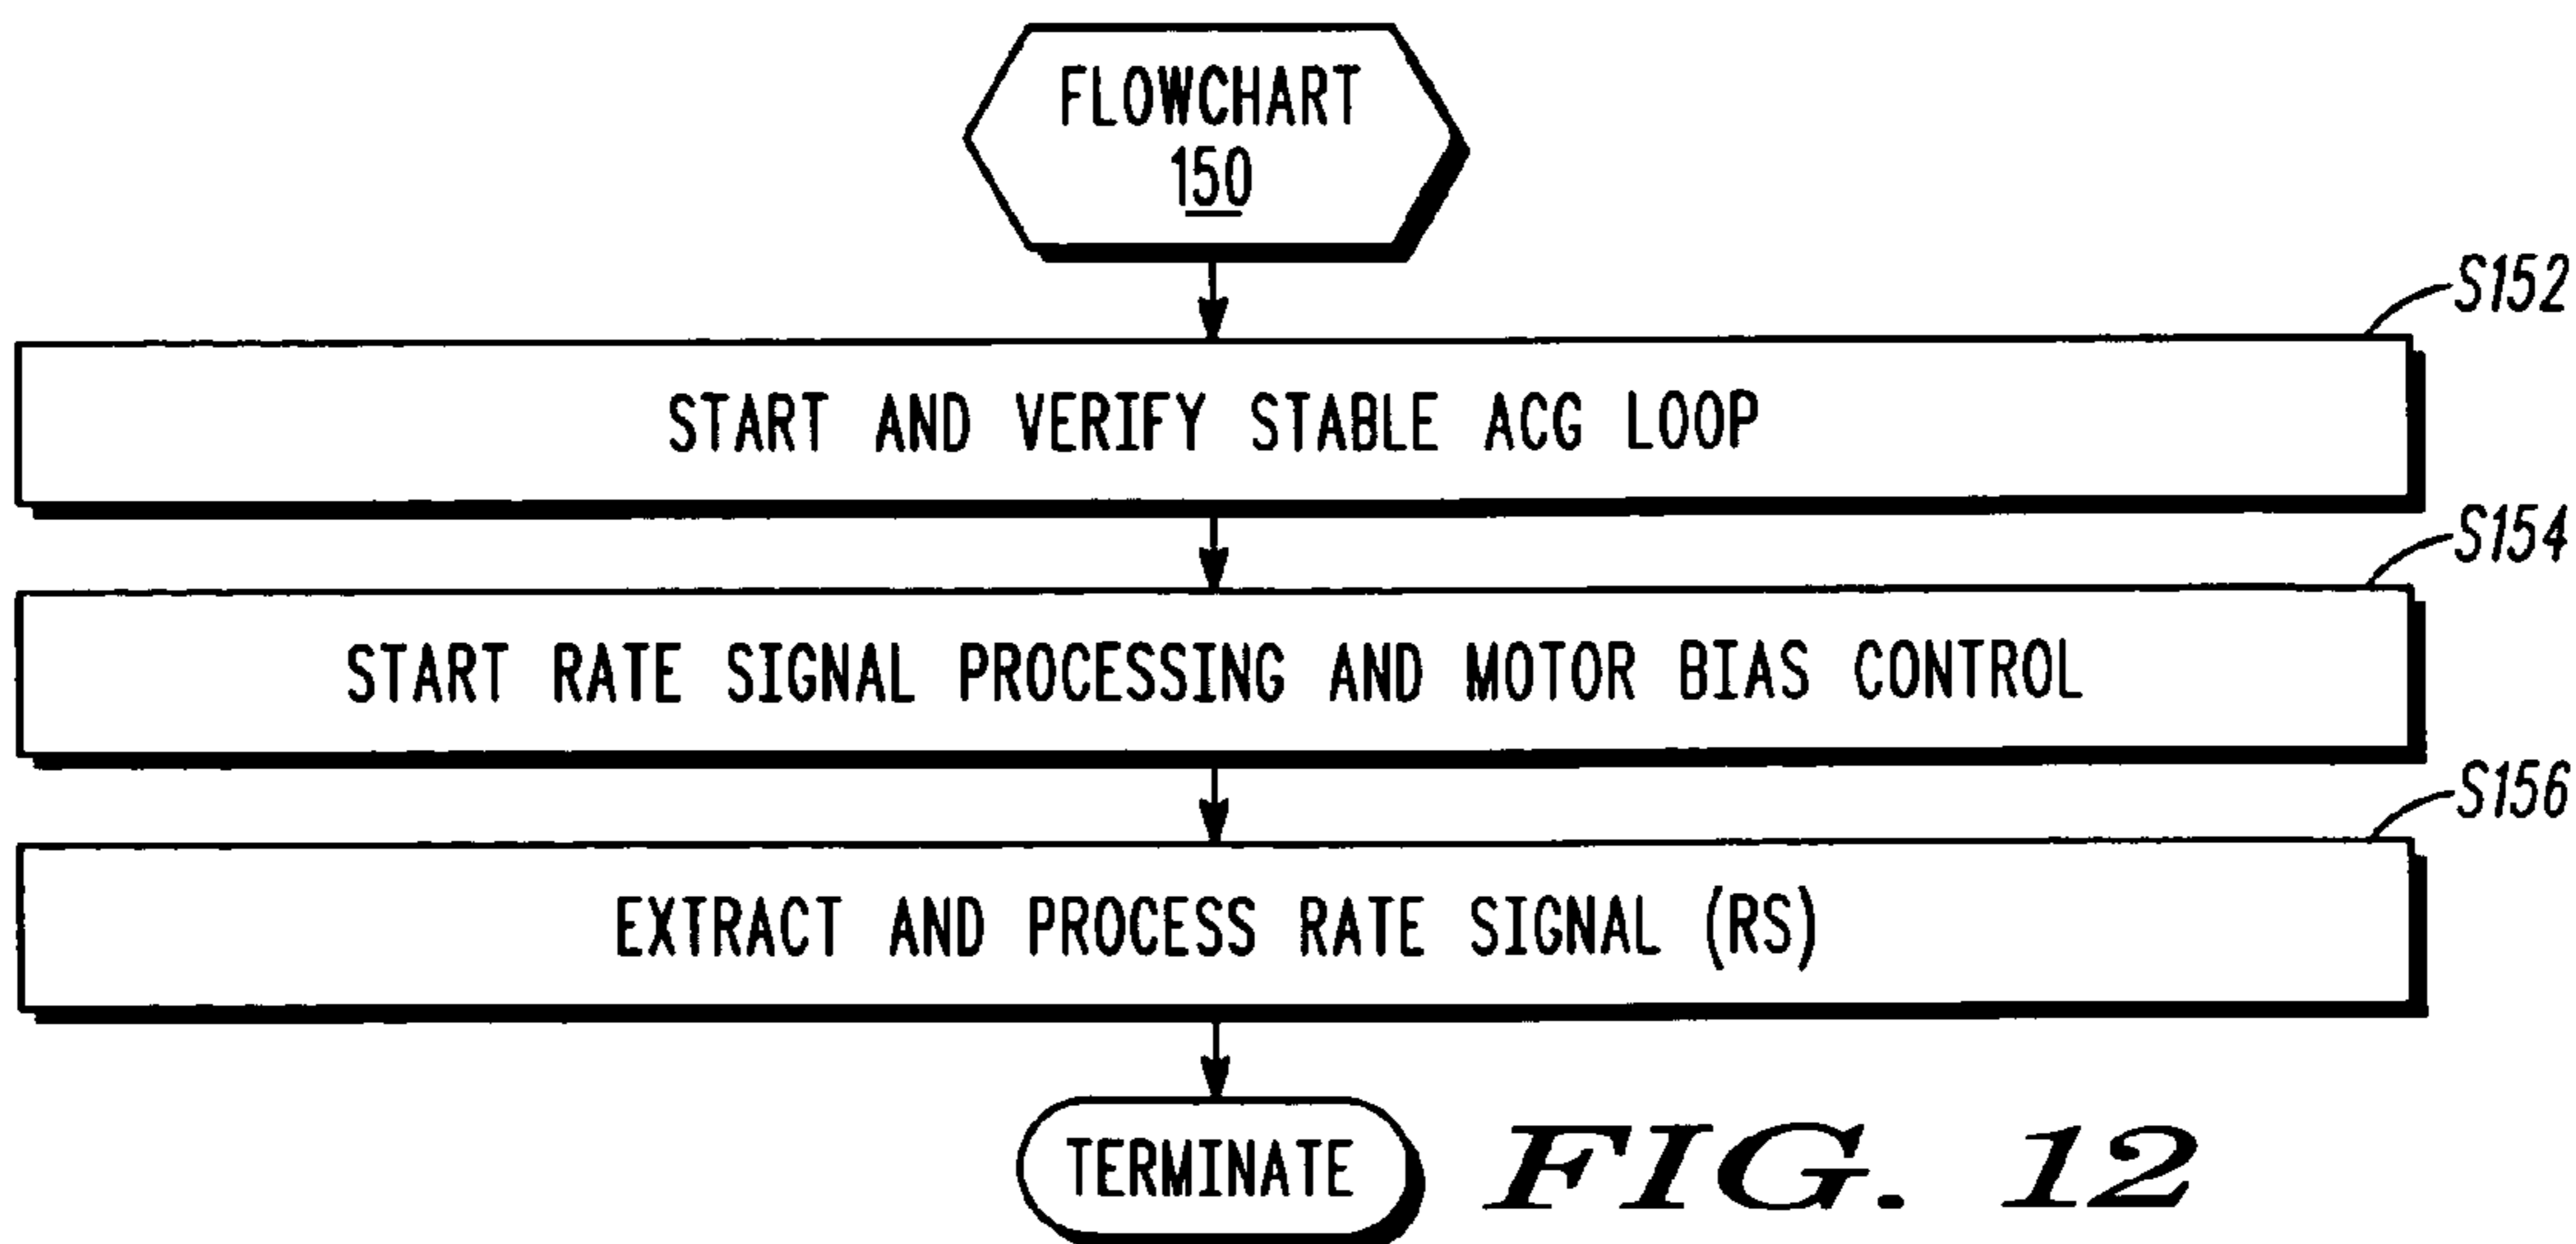 FLOWCHART
150
S152
START AND VERIFY STABLE ACG LOOP
S154
START RATE SIGNAL PROCESSING AND MOTOR BIAS CONTROL
S156
EXTRACT AND PROCESS RATE SIGNAL (RS)
TERMINATE
FIG. 12